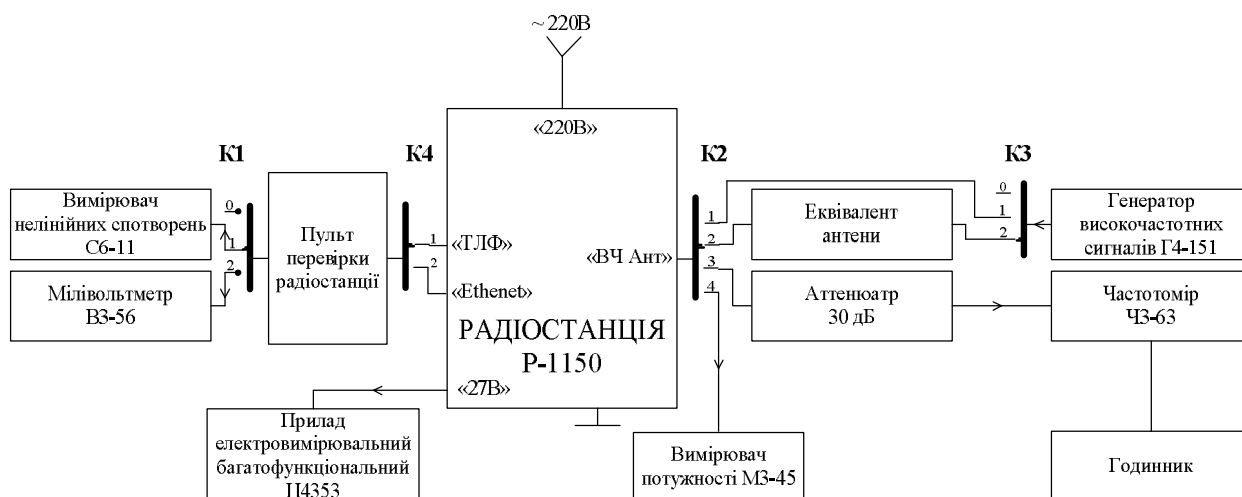 ~ 220В
«220В»
К1
К4
К2
К3
Вимірювач
нелінійних спотворень
С6-11
0
1
2
Мілівольтметр
В3-56
Пульт
перевірки
радіостанції
1
2
«ТЛФ»
«Ethenet»
«ВЧ Ант»
РАДІОСТАНЦІЯ
Р-1150
«27В»
1
2
3
4
Еквівалент
антени
0
1
2
Генератор
високочастотних
сигналів Г4-151
Аттенюатр
30 дБ
Частотомір
Ч3-63
Прилад
електровимірювальний
багатофункціональний
Ц4353
Вимірювач
потужності М3-45
Годинник